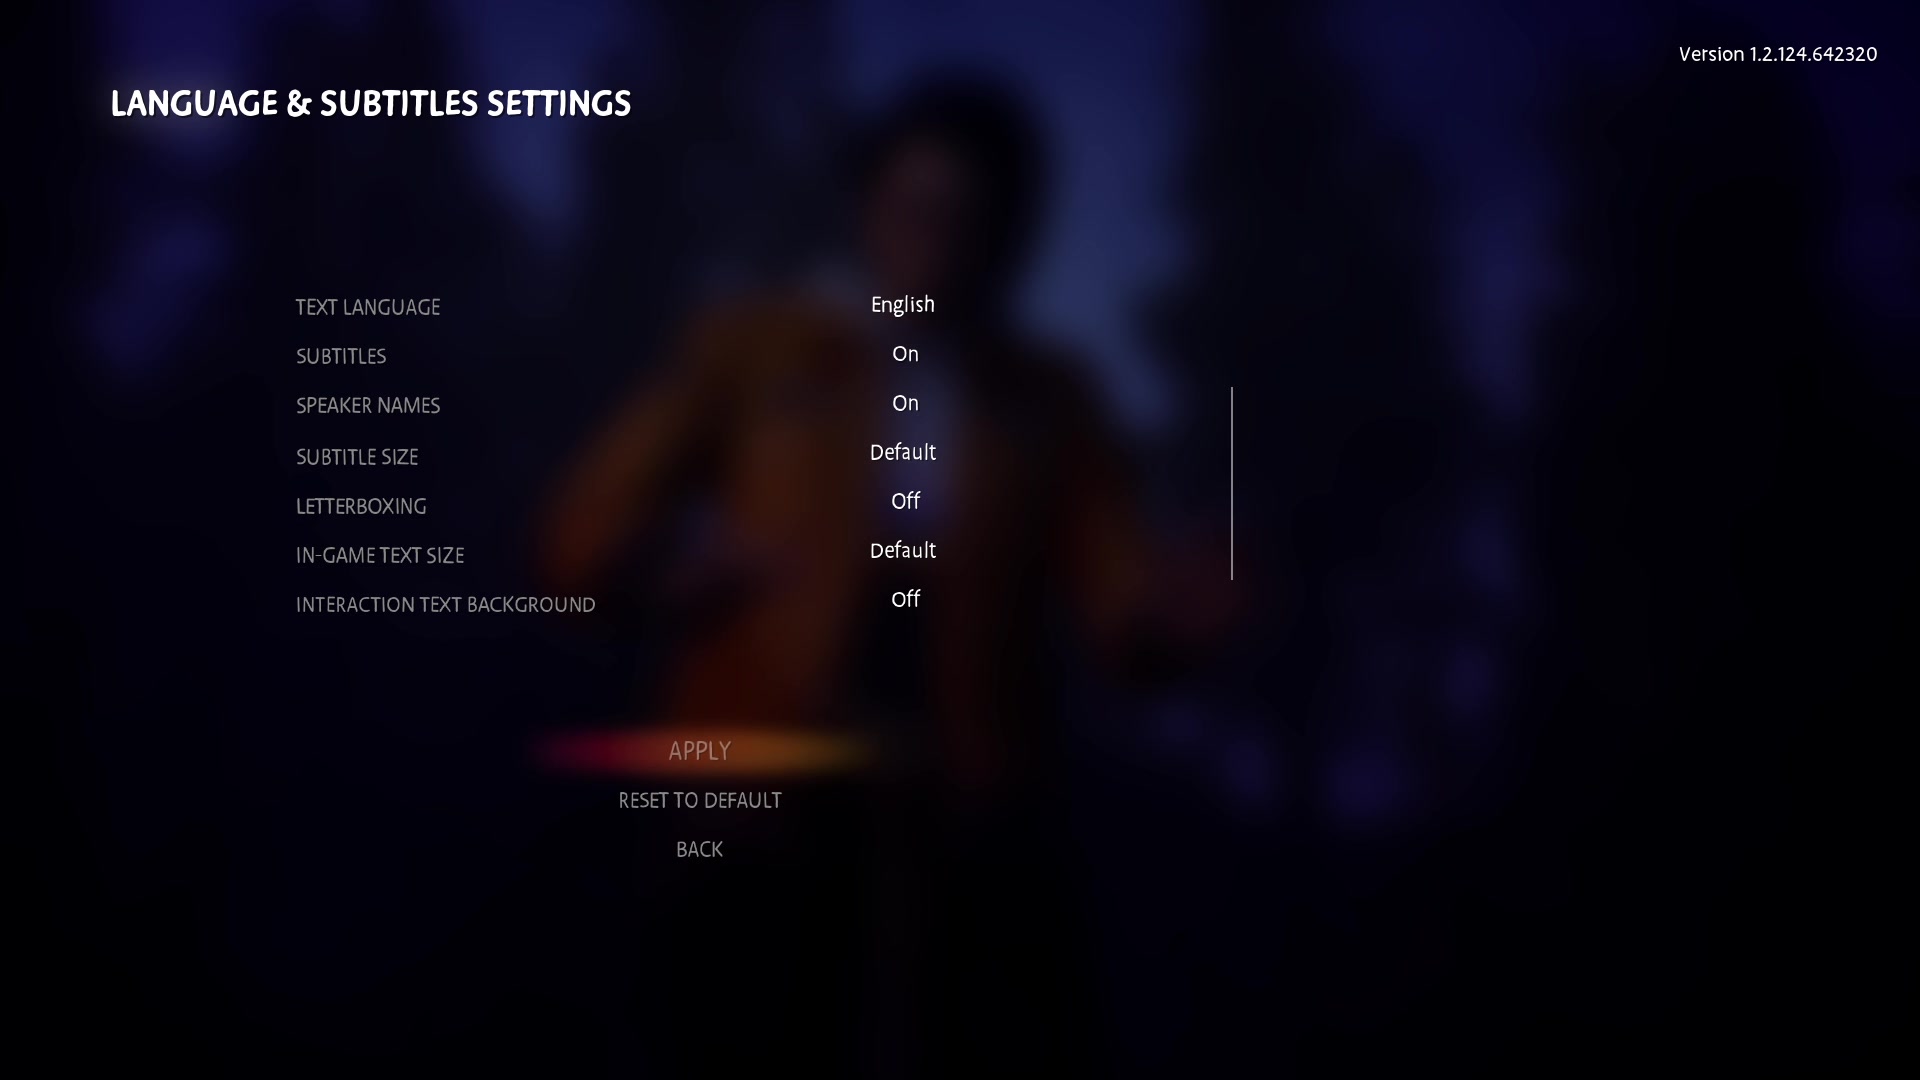 Version 1.2.124.642320
LANGUAGE & SUBTITLES SETTINGS
TEXT LANGUAGE English
SUBTITLES On
SPEAKER NAMES On
SUBTITLE SIZE Default
LETTERBOXING Off
IN-GAME TEXT SIZE Default
INTERACTION TEXT BACKGROUND Off
APPLY
RESET TO DEFAULT
BACK